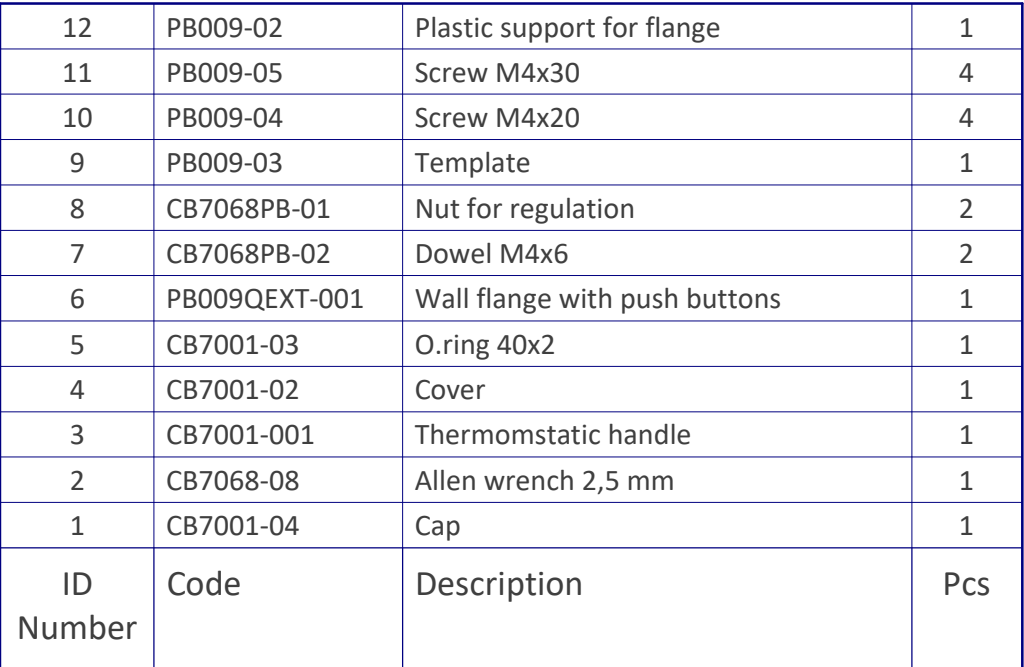 12 PB009-02 Plastic support for flange 1
11 PB009-05 Screw M4x30 4
10 PB009-04 Screw M4x20 4
9 PB009-03 Template 1
8 CB7068PB-01 Nut for regulation 2
7 CB7068PB-02 Dowel M4x6 2
6 PB009QEXT-001 Wall flange with push buttons 1
5 CB7001-03 O.ring 40x2 1
4 CB7001-02 Cover 1
3 CB7001-001 Thermomstatic handle 1
2 CB7068-08 Allen wrench 2,5 mm 1
1 CB7001-04 Cap 1
ID Code Description Pcs
Number